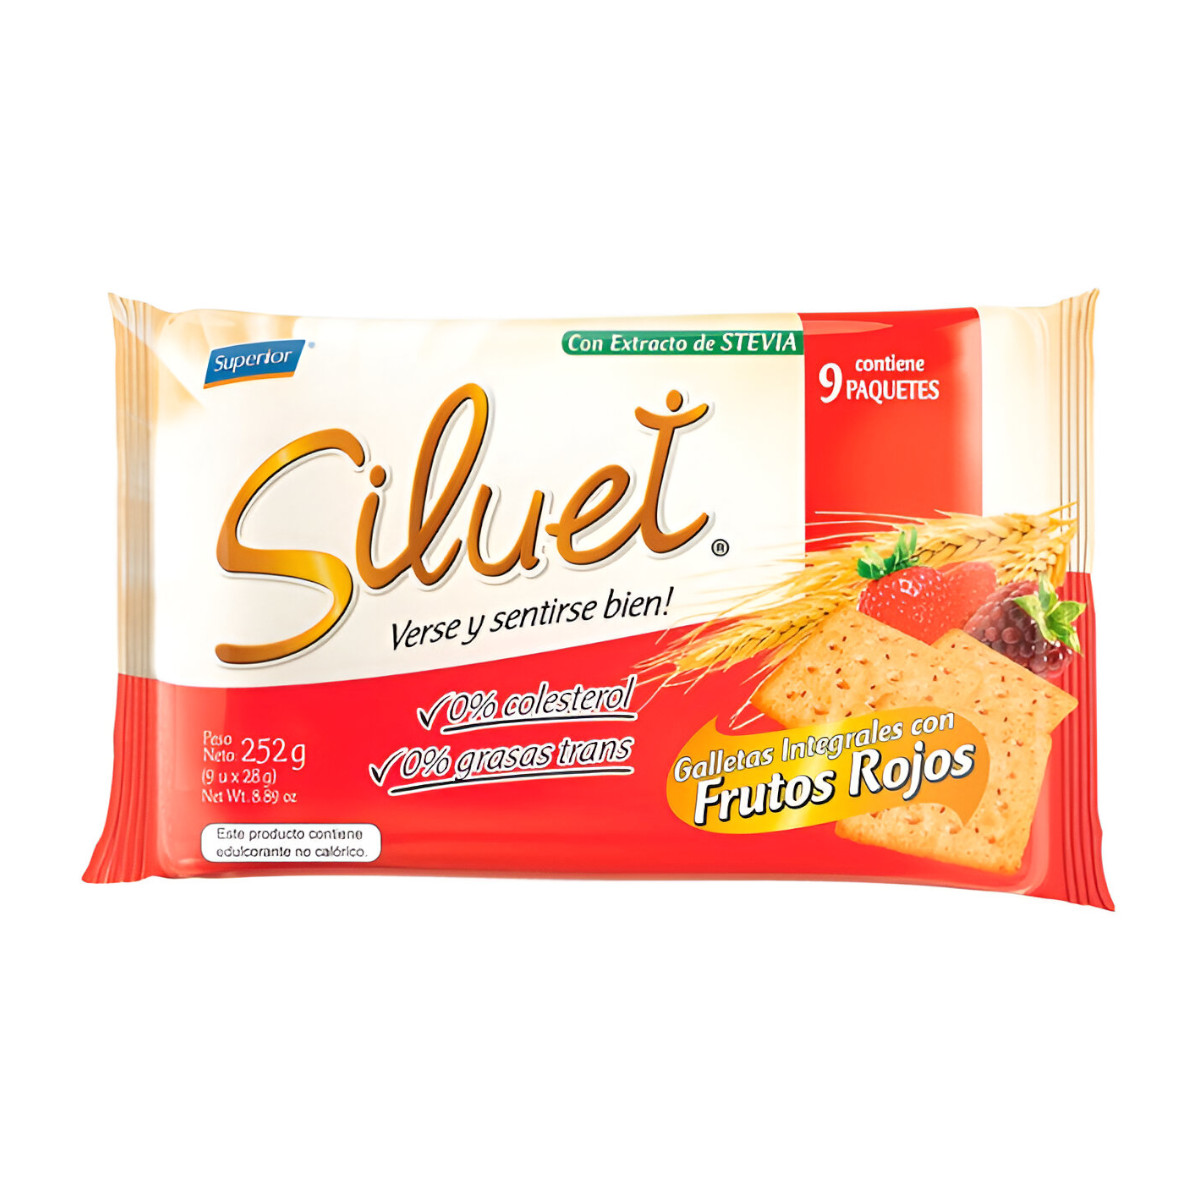 Superior
Con Extracto de STEVIA
contiene
9 PAQUETES
Siluet
®
Verse y sentirse bien!
0% colesterol
0% grasas trans
Peso
Neto 252 g
(9 u x 28 g)
Net Wt. 8.89 oz
Este producto contiene
edulcorante no calórico.
Galletas Integrales con
Frutos Rojos